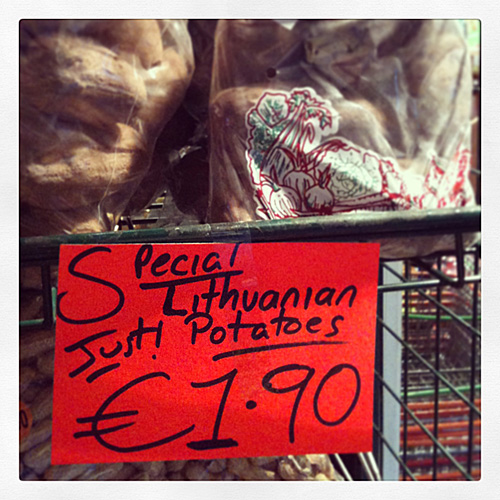 Special
Lithuanian
Just! Potatoes
€1.90